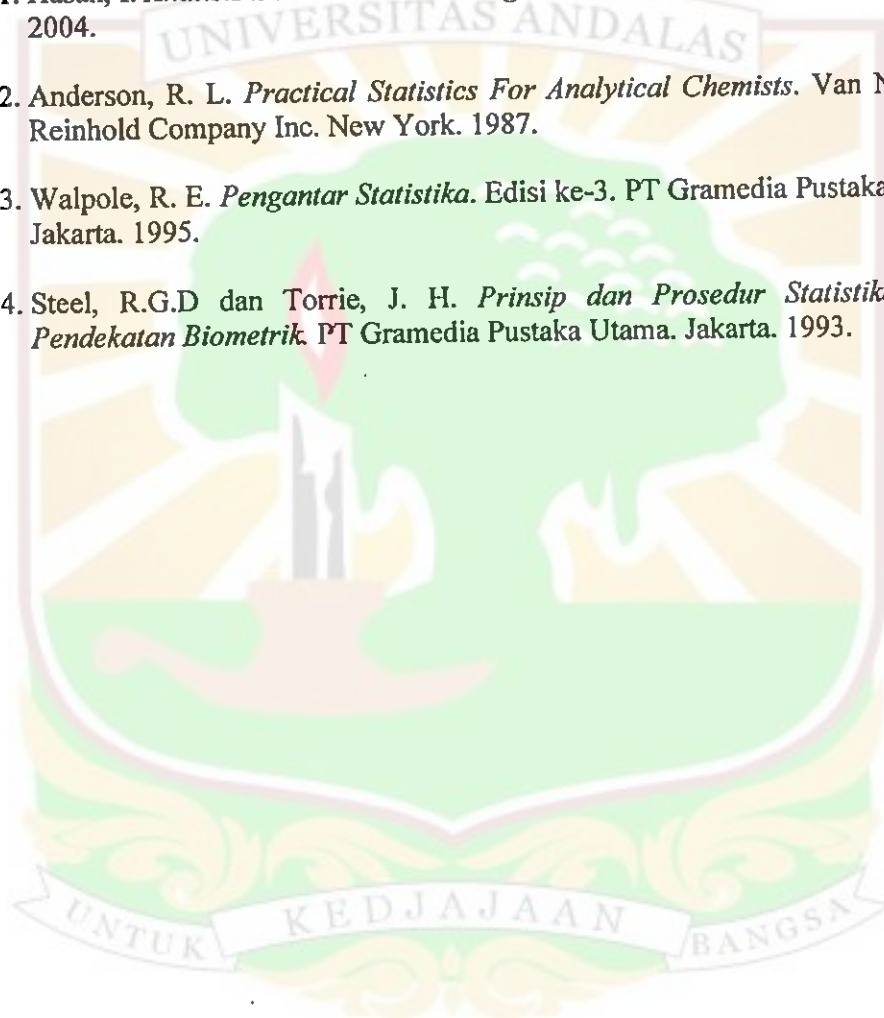 2004.
2. Anderson, R. L. Practical Statistics For Analytical Chemists. Van N
Reinhold Company Inc. New York. 1987.
3. Walpole, R. E. Pengantar Statistika. Edisi ke-3. PT Gramedia Pustaka
Jakarta. 1995.
4. Steel, R.G.D dan Torrie, J. H. Prinsip dan Prosedur Statistik
Pendekatan Biometrik. PT Gramedia Pustaka Utama. Jakarta. 1993.
UNIVERSITAS ANDALAS
UNTUK KEDJAJAAN BANGSA